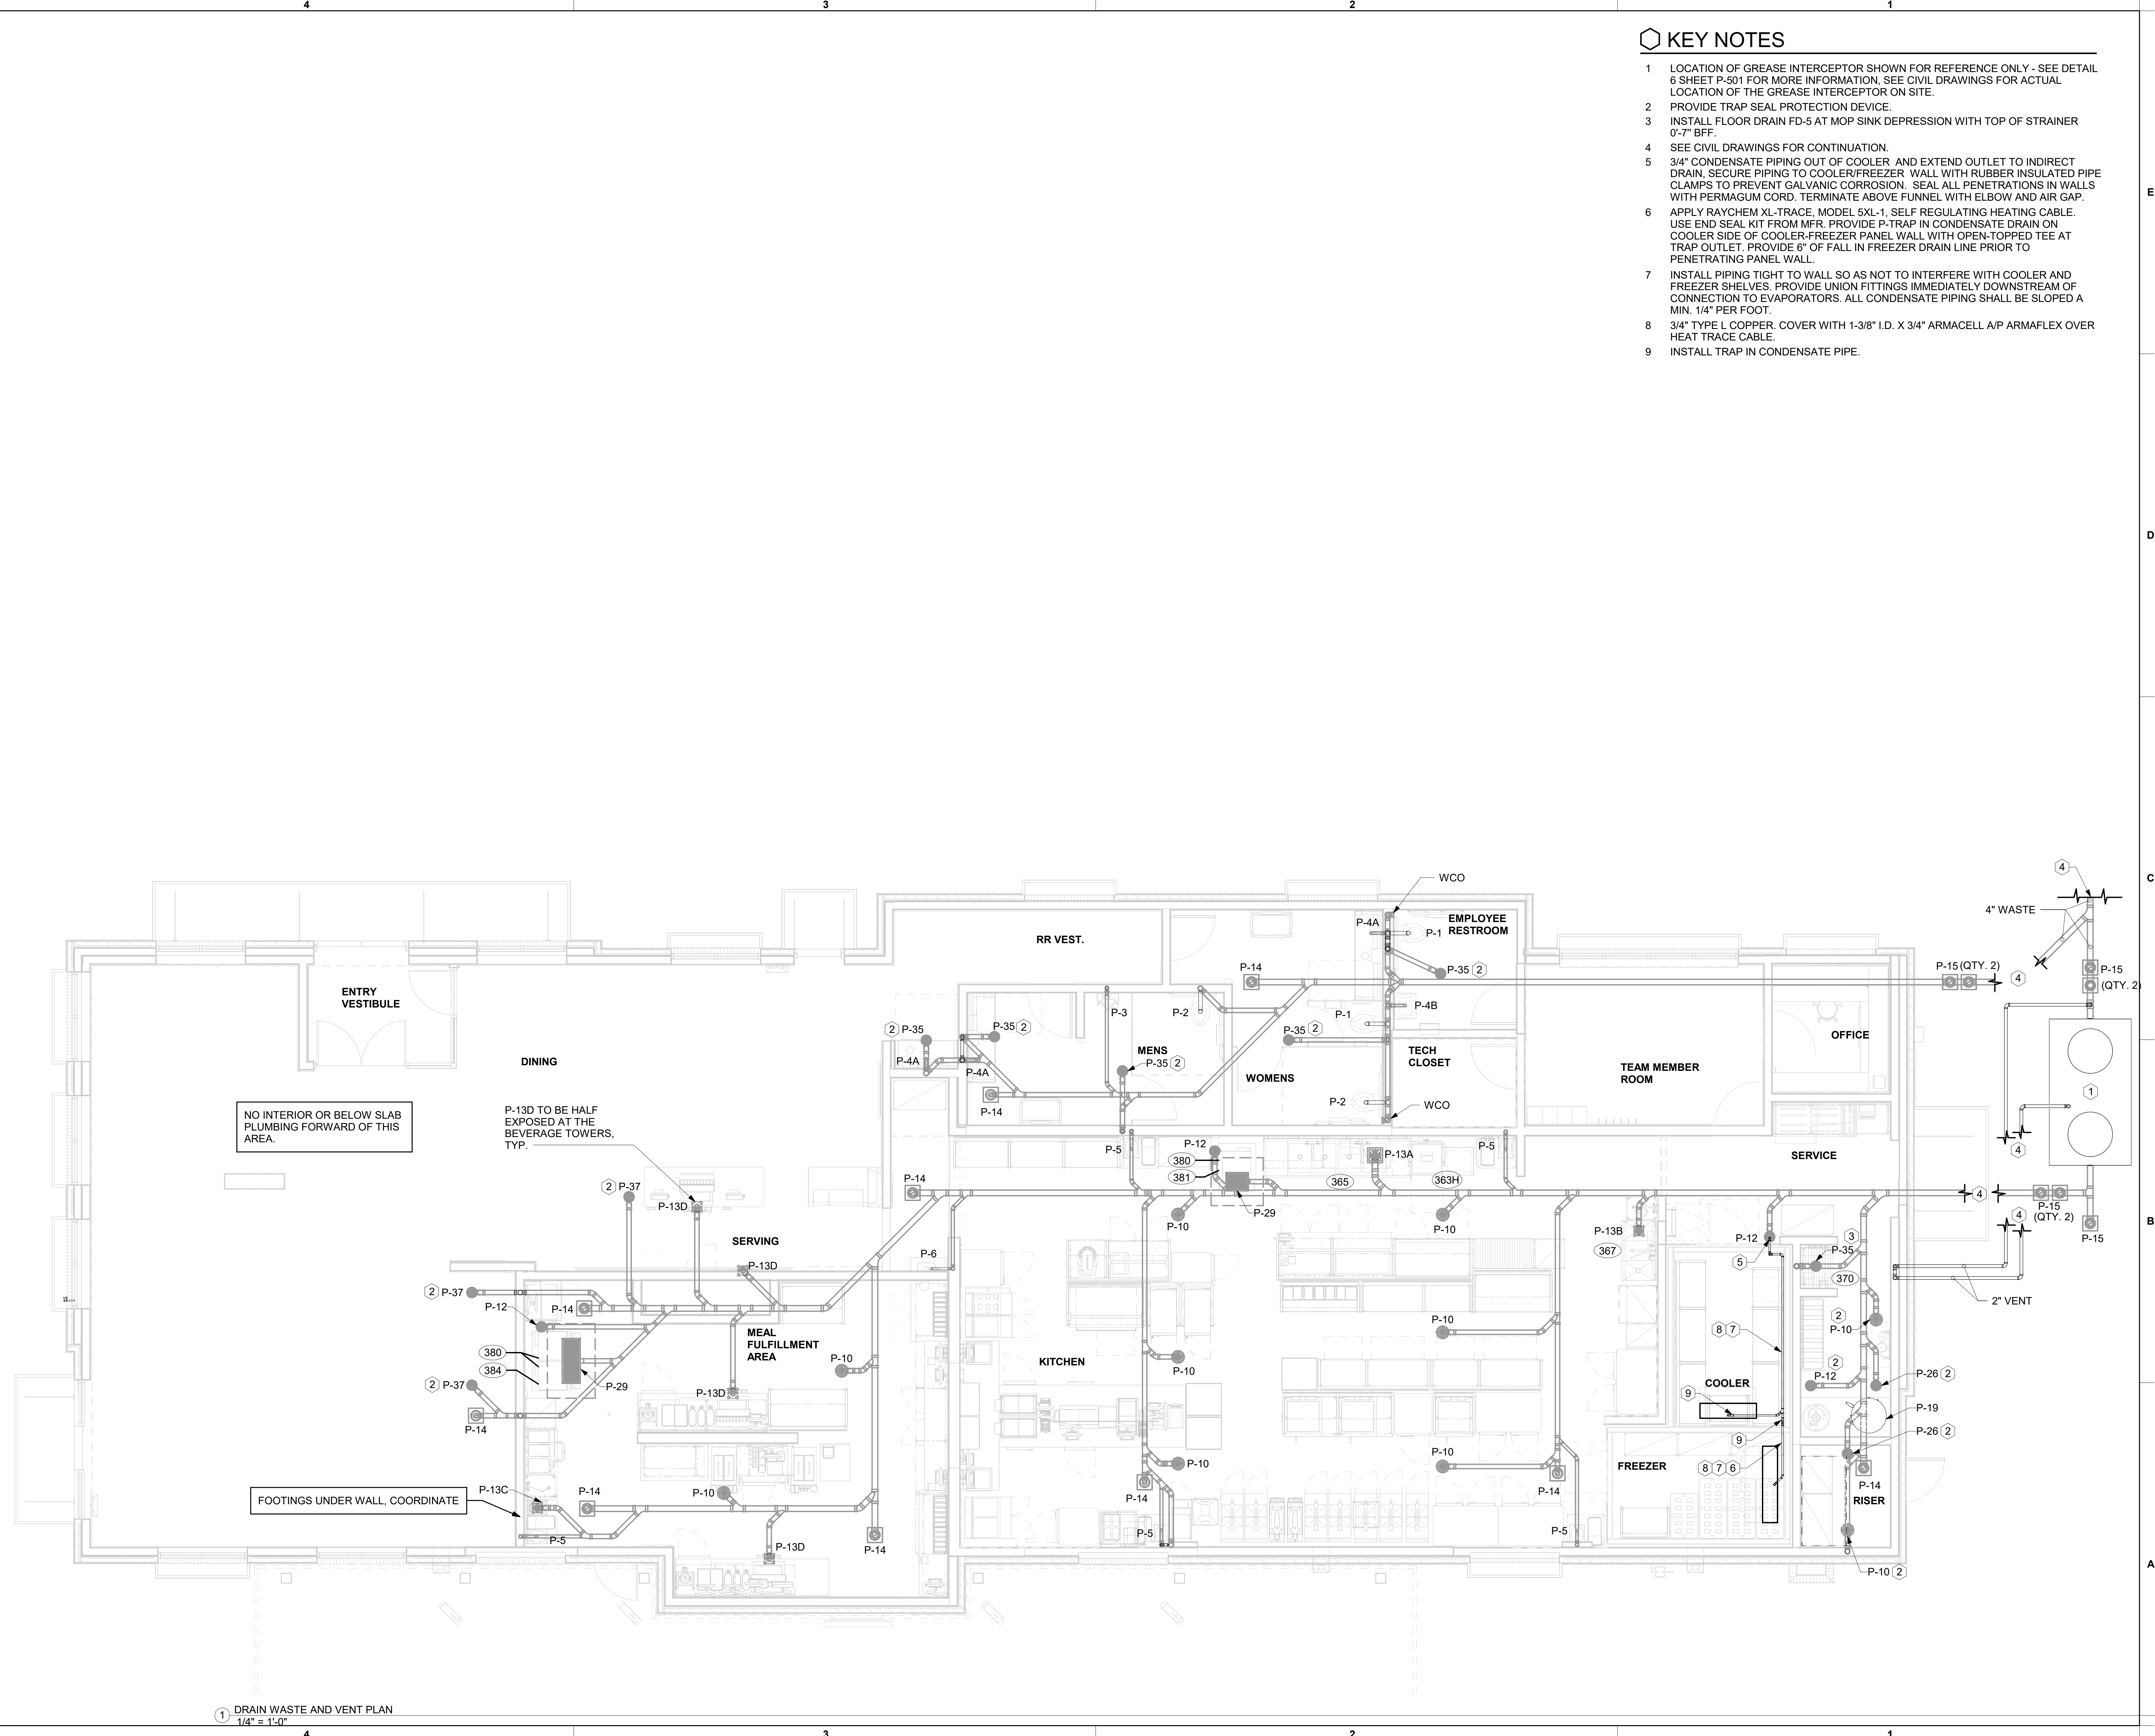 4
3
2
1
KEY NOTES
1 LOCATION OF GREASE INTERCEPTOR SHOWN FOR REFERENCE ONLY - SEE DETAIL
6 SHEET P-501 FOR MORE INFORMATION, SEE CIVIL DRAWINGS FOR ACTUAL
LOCATION OF THE GREASE INTERCEPTOR ON SITE.
2 PROVIDE TRAP SEAL PROTECTION DEVICE.
3 INSTALL FLOOR DRAIN FD-5 AT MOP SINK DEPRESSION WITH TOP OF STRAINER
0'-7" BFF.
4 SEE CIVIL DRAWINGS FOR CONTINUATION.
5 3/4" CONDENSATE PIPING OUT OF COOLER AND EXTEND OUTLET TO INDIRECT
DRAIN, SECURE PIPING TO COOLER/FREEZER WALL WITH RUBBER INSULATED PIPE
CLAMPS TO PREVENT GALVANIC CORROSION. SEAL ALL PENETRATIONS IN WALLS
WITH PERMAGUM CORD. TERMINATE ABOVE FUNNEL WITH ELBOW AND AIR GAP.
6 APPLY RAYCHEM XL-TRACE, MODEL 5XL-1, SELF REGULATING HEATING CABLE.
USE END SEAL KIT FROM MFR. PROVIDE P-TRAP IN CONDENSATE DRAIN ON
COOLER SIDE OF COOLER-FREEZER PANEL WALL WITH OPEN-TOPPED TEE AT
TRAP OUTLET. PROVIDE 6" OF FALL IN FREEZER DRAIN LINE PRIOR TO
PENETRATING PANEL WALL.
7 INSTALL PIPING TIGHT TO WALL SO AS NOT TO INTERFERE WITH COOLER AND
FREEZER SHELVES. PROVIDE UNION FITTINGS IMMEDIATELY DOWNSTREAM OF
CONNECTION TO EVAPORATORS. ALL CONDENSATE PIPING SHALL BE SLOPED A
MIN. 1/4" PER FOOT.
8 3/4" TYPE L COPPER. COVER WITH 1-3/8" I.D. X 3/4" ARMACELL A/P ARMAFLEX OVER
HEAT TRACE CABLE.
9 INSTALL TRAP IN CONDENSATE PIPE.
E
D
C
B
A
4
WCO
4" WASTE
P-4A
EMPLOYEE
RESTROOM
P-1
RR VEST.
P-14
P-35 2
P-15 (QTY. 2)
4
P-15
(QTY. 2)
ENTRY
VESTIBULE
P-3
P-2
P-4B
P-1
2 P-35
P-35 2
P-35 2
OFFICE
MENS
TECH
CLOSET
DINING
P-4A
P-4A
P-35 2
TEAM MEMBER
ROOM
WOMENS
1
P-14
P-2
WCO
NO INTERIOR OR BELOW SLAB
PLUMBING FORWARD OF THIS
AREA.
P-13D TO BE HALF
EXPOSED AT THE
BEVERAGE TOWERS,
TYP.
P-5
P-12
P-13A
P-5
4
SERVICE
380
381
365
363H
P-14
2 P-37
P-13D
P-29
4
P-15
(QTY. 2)
4
P-10
P-10
P-13B
367
P-12
3
P-15
SERVING
P-6
P-35
P-13D
5
370
2 P-37
2" VENT
P-12
P-14
2
P-10
MEAL
FULFILLMENT
AREA
P-10
8 7
380
384
P-10
KITCHEN
P-10
2
P-12
P-26 2
2 P-37
P-29
P-13D
COOLER
9
P-19
P-14
P-26 2
9
P-10
P-10
FREEZER
8 7 6
FOOTINGS UNDER WALL, COORDINATE
P-13C
P-14
P-10
P-14
P-14
P-14
RISER
P-5
P-13D
P-14
P-5
P-5
P-10 2
1 DRAIN WASTE AND VENT PLAN
1/4" = 1'-0"
4
3
2
1